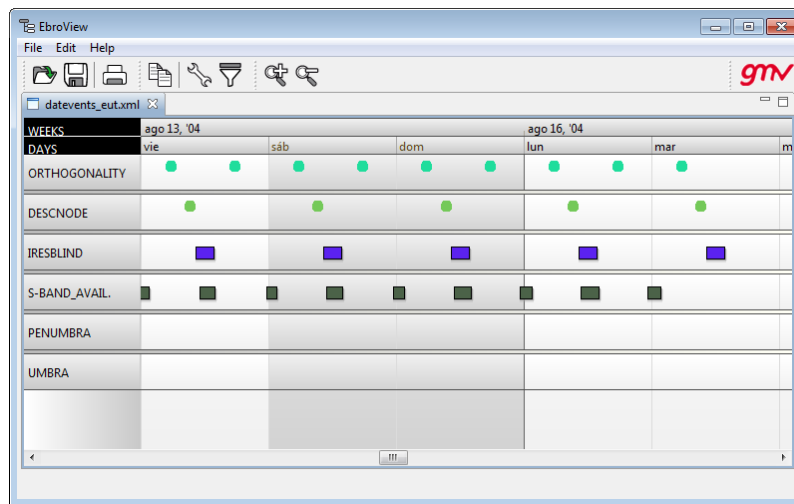 EbroView
File Edit Help
gmv
datevents_eut.xml
WEEKS ago 13, '04 ago 16, '04
DAYS vie sáb dom lun mar m
ORTHOGONALITY
DESCNODE
IRESBLIND
S-BAND_AVAIL.
PENUMBRA
UMBRA